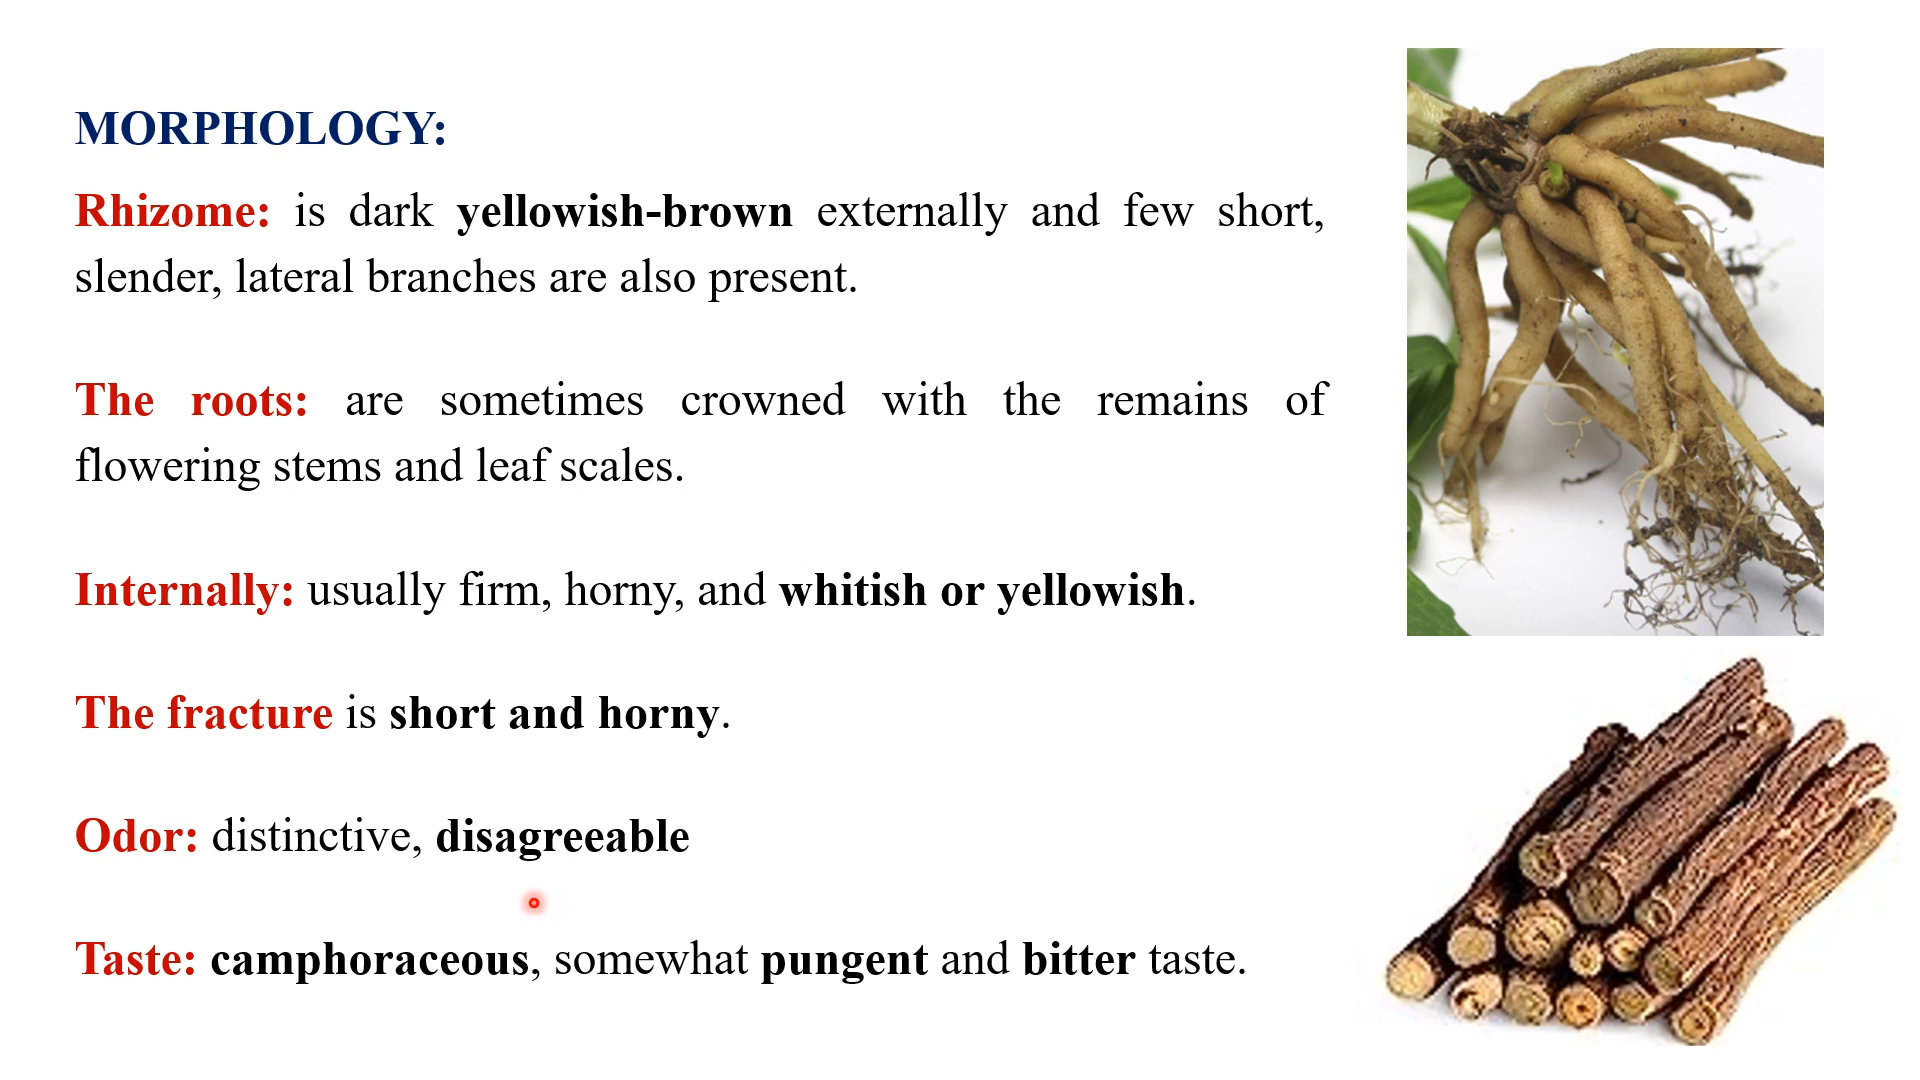 MORPHOLOGY:
Rhizome: is dark yellowish-brown externally and few short,
slender, lateral branches are also present.
The roots: are sometimes crowned with the remains of
flowering stems and leaf scales.
Internally: usually firm, horny, and whitish or yellowish.
The fracture is short and horny.
Odor: distinctive, disagreeable
Taste: camphoraceous, somewhat pungent and bitter taste.